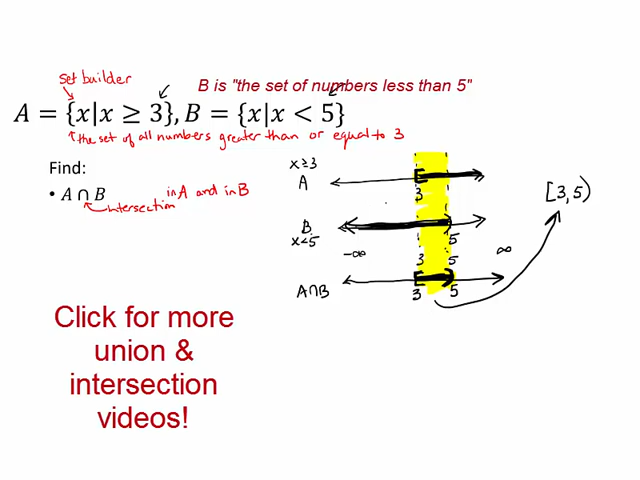 set builder
B is "the set of numbers less than 5"
A = {x|x ≥ 3}, B = {x|x < 5}
the set of all numbers greater than or equal to 3
Find:
• A ∩ B
in A and in B
intersection
x≥3
A
3
[3, 5)
B
x<5
5
-∞
3
5
∞
A∩B
3
5
Click for more
union &
intersection
videos!